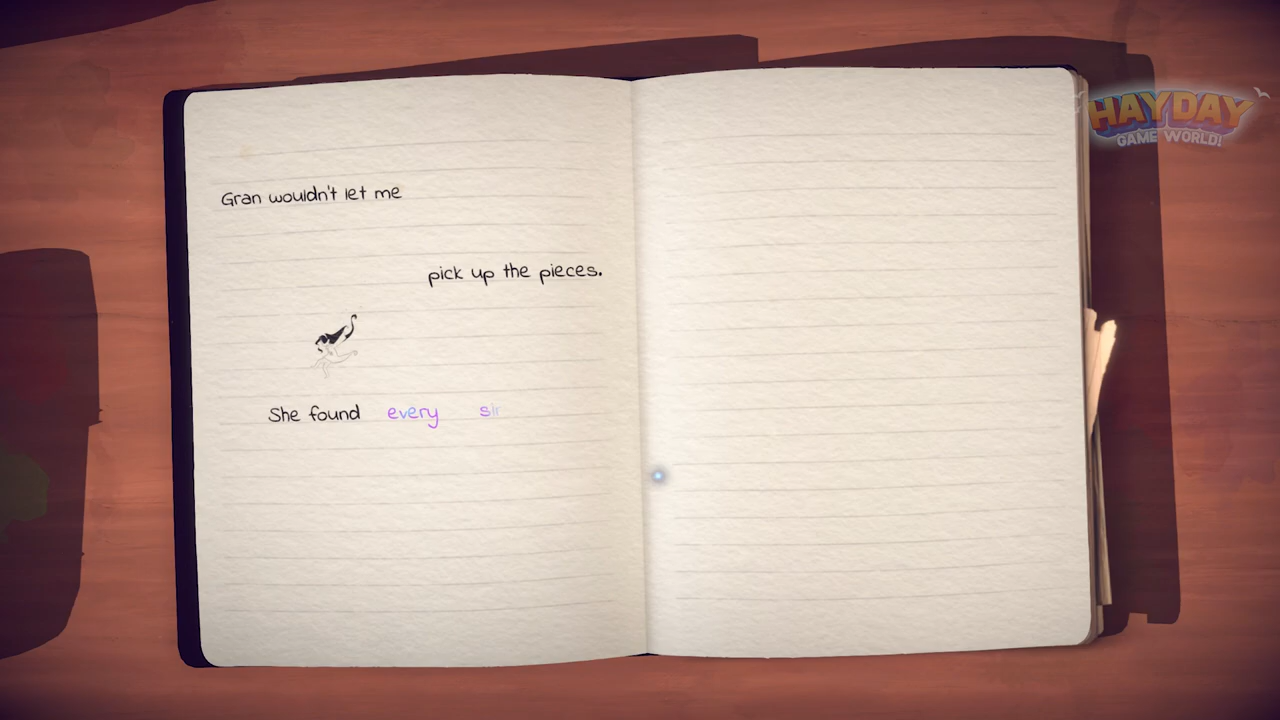 HAYDAY
GAME WORLD!
Gran wouldn't let me
pick up the pieces.
She found every